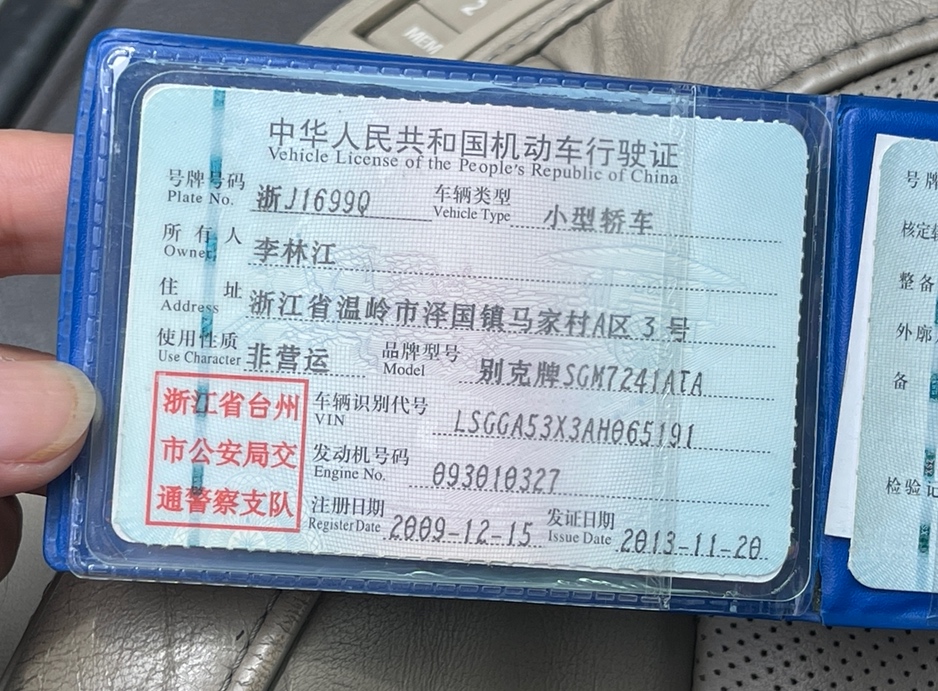 2
MEM
中华人民共和国机动车行驶证
Vehicle License of the People's Republic of China
号牌号码 浙J1699Q 车辆类型 小型轿车
Plate No. Vehicle Type
所有人 李林江
Owner
住址 浙江省温岭市泽国镇马家村A区3号
Address
使用性质 非营运 品牌型号 别克牌SGM7241ATA
Use Character Model
浙江省台州
市公安局交
通警察支队
车辆识别代号 LSGGA53X3AH065191
VIN
发动机号码 093010327
Engine No.
注册日期 2009-12-15 发证日期 2013-11-20
Register Date Issue Date
号牌
核定
整备
外廓
备
检验记